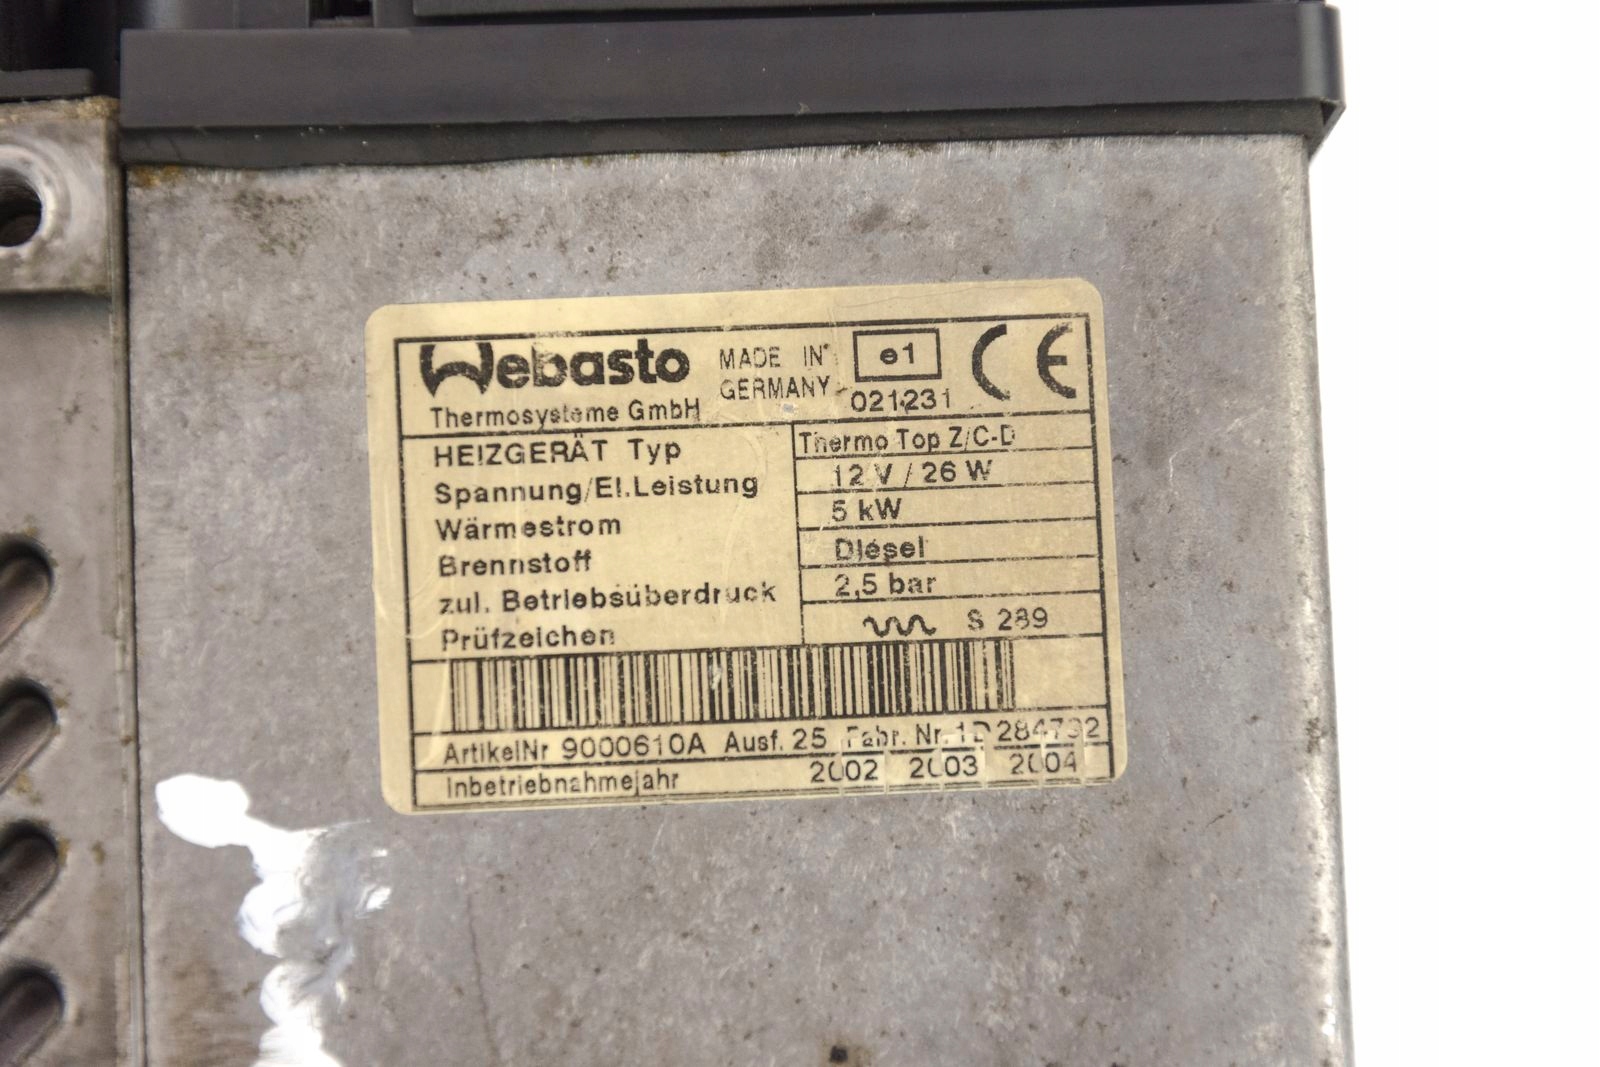 Webasto
Thermosysteme GmbH
MADE IN
GERMANY
e1
021231
CE
HEIZGERÄT Typ Thermo Top Z/C-D
Spannung/El.Leistung 12 V / 26 W
Wärmestrom 5 kW
Brennstoff Diesel
zul. Betriebsüberdruck 2,5 bar
Prüfzeichen S 289
ArtikelNr 9000610A Ausf. 25 Fahr. Nr.
Inbetriebnahmejahr 2002 2003 2004